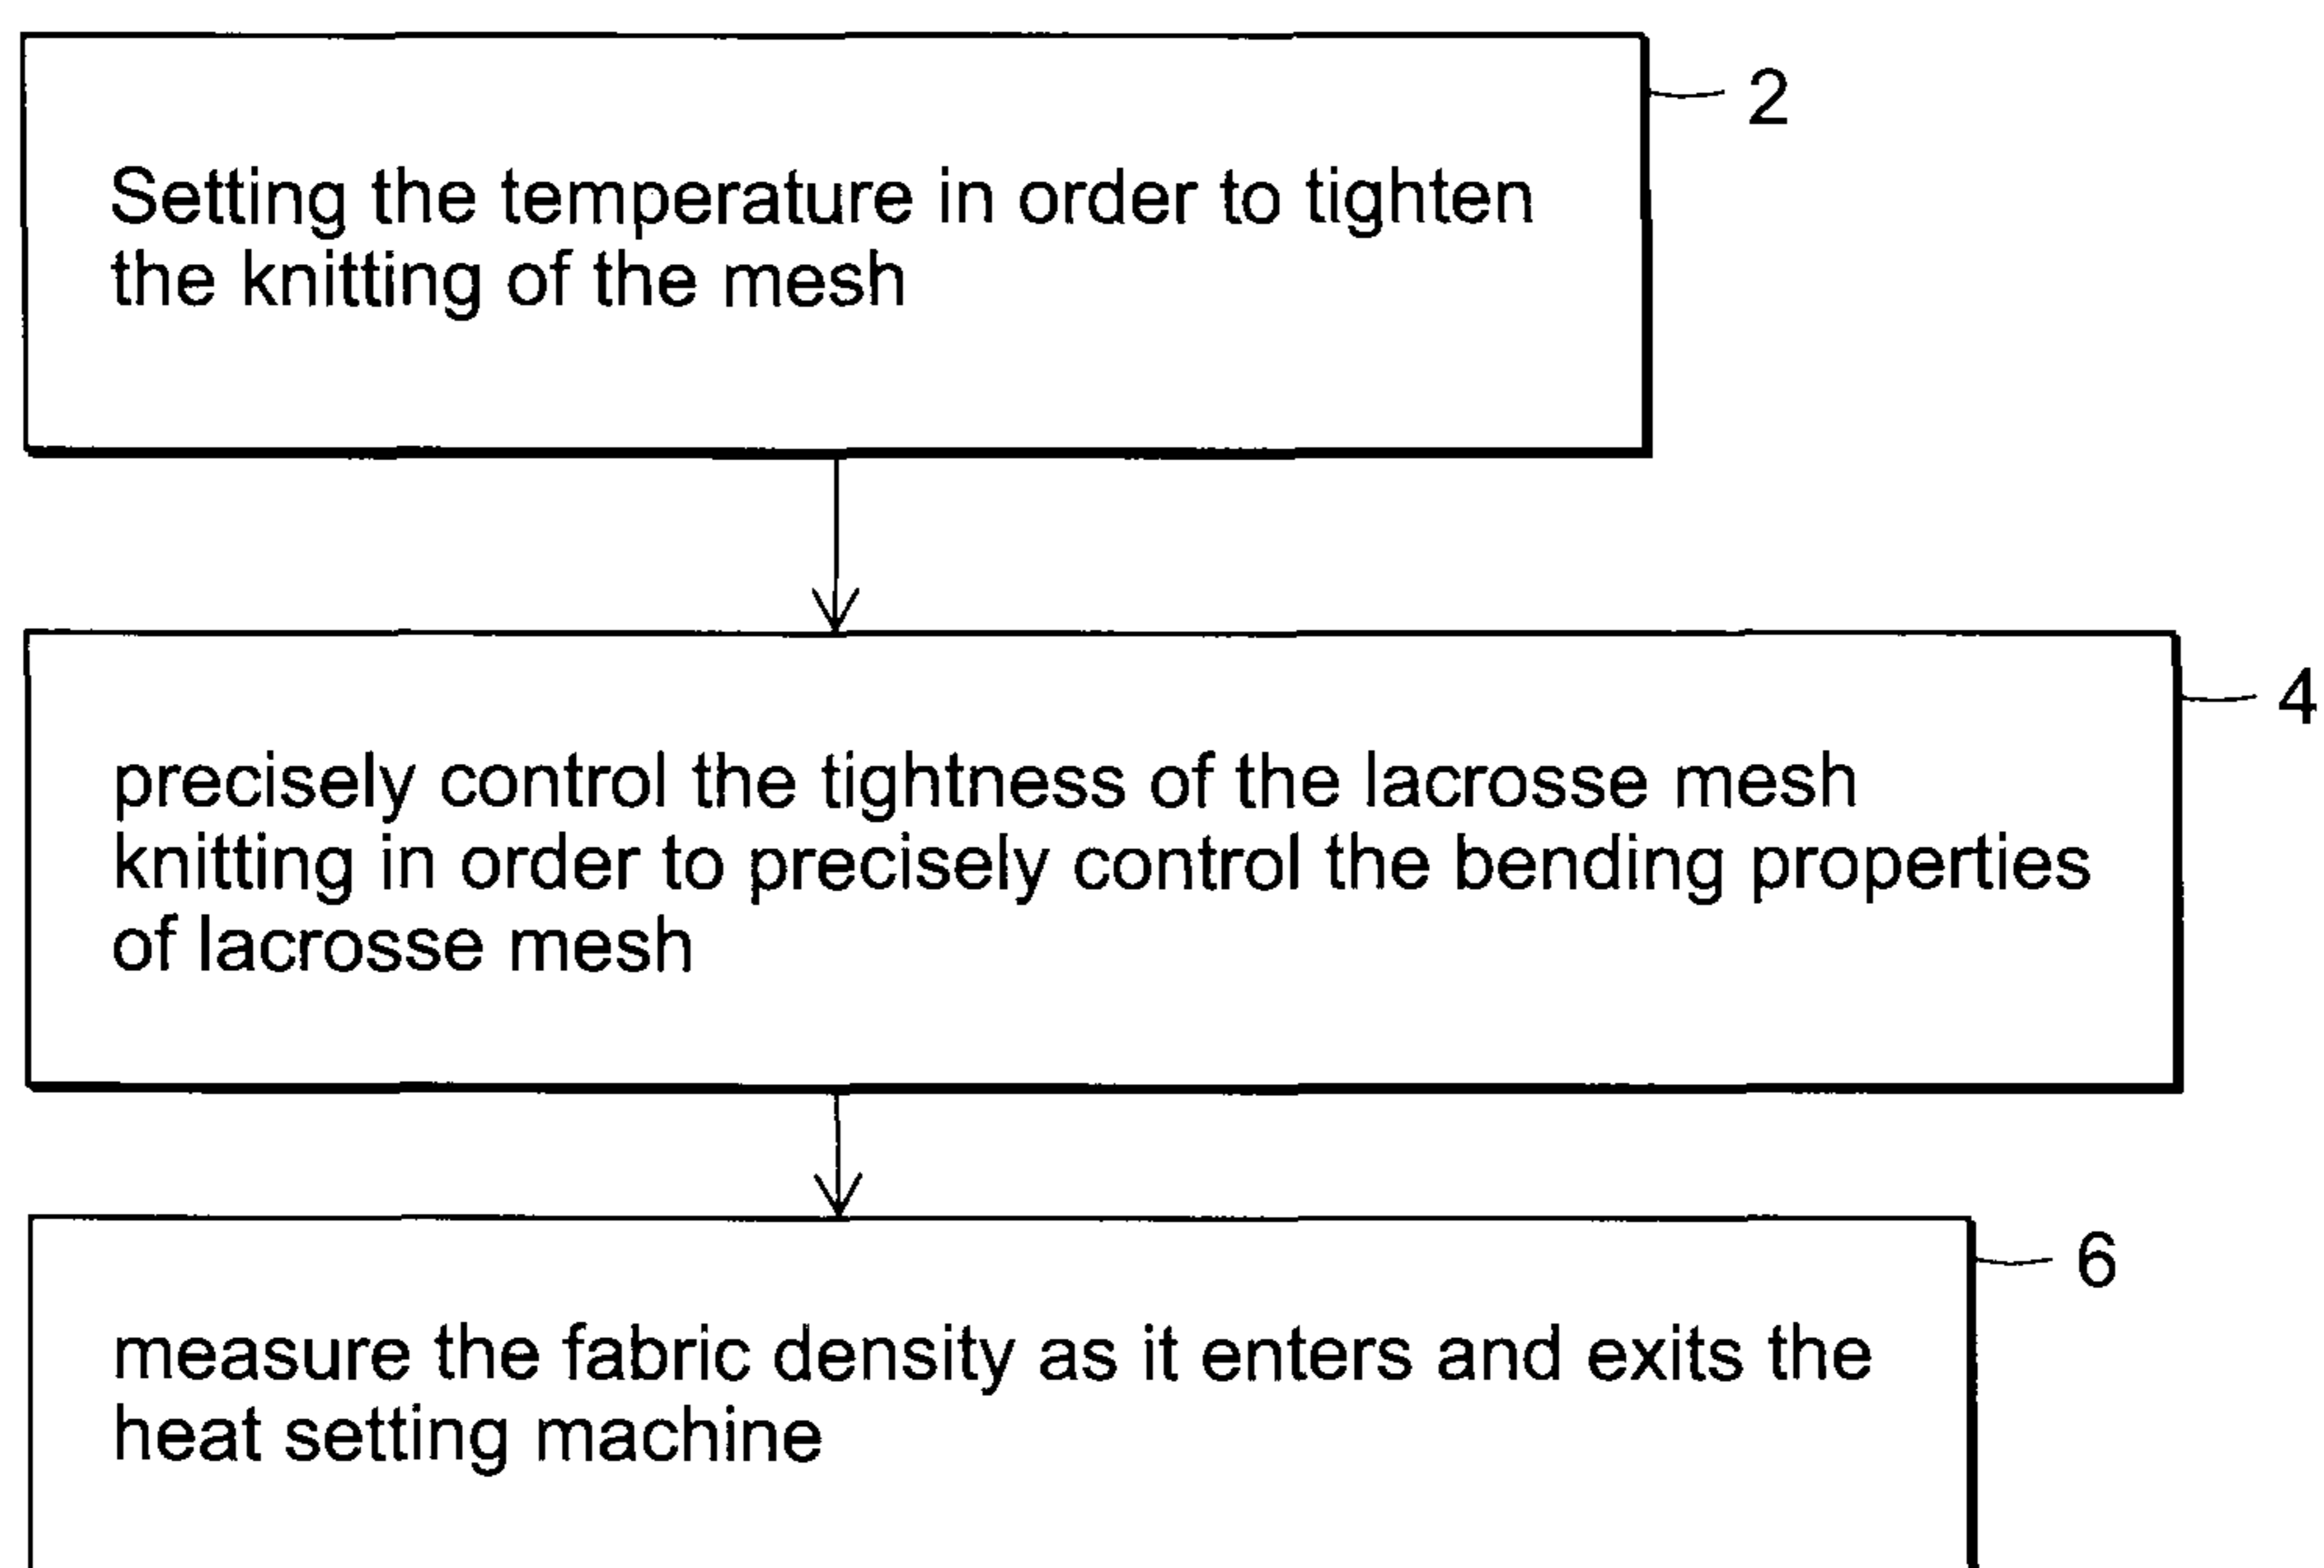 2
Setting the temperature in order to tighten
the knitting of the mesh
4
precisely control the tightness of the lacrosse mesh
knitting in order to precisely control the bending properties
of lacrosse mesh
6
measure the fabric density as it enters and exits the
heat setting machine